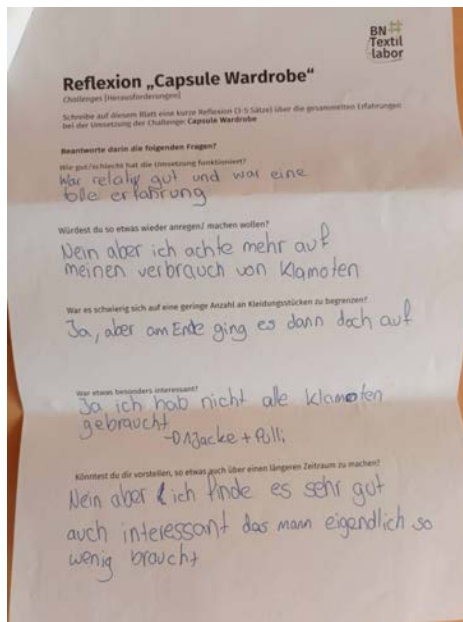 BN
Textil
labor
Reflexion „Capsule Wardrobe“
Challenges [Herausforderungen]
Schreibe auf diesem Blatt eine kurze Reflexion (3-5 Sätze) über die gesammelten Erfahrungen
bei der Umsetzung der Challenge: Capsule Wardrobe
Beantworte darin die folgenden Fragen?
Wie gut/schlecht hat die Umsetzung funktioniert?
War relativ gut und war eine
tolle erfahrung
Würdest du so etwas wieder anregen/ machen wollen?
Nein aber ich achte mehr auf
meinen verbrauch von Klamoten
War es schwierig sich auf eine geringe Anzahl an Kleidungsstücken zu begrenzen?
Ja, aber am Ende ging es dann doch auf
War etwas besonders interessant?
Ja ich hab nicht alle klamoten
gebraucht
1 Jacke + Pulli
Könntest du dir vorstellen, so etwas auch über einen längeren Zeitraum zu machen?
Nein aber ich finde es sehr gut
auch interessant das mann eigendlich so
wenig braucht